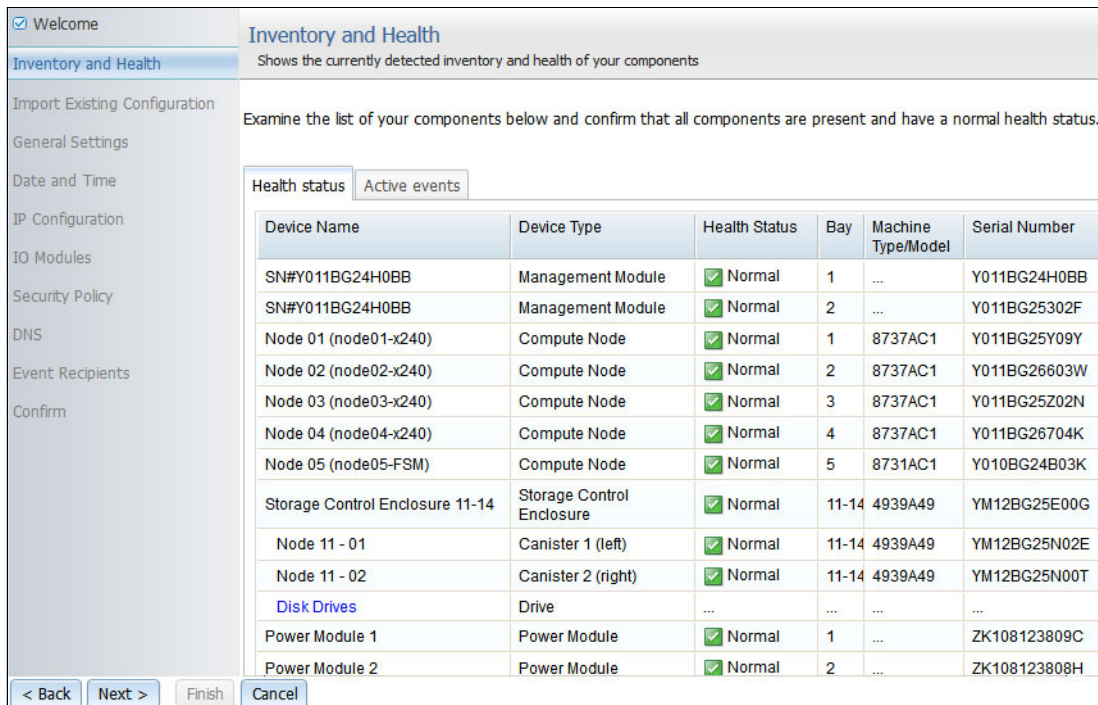 Welcome
Inventory and Health
Import Existing Configuration
General Settings
Date and Time
IP Configuration
IO Modules
Security Policy
DNS
Event Recipients
Confirm
Inventory and Health
Shows the currently detected inventory and health of your components
Examine the list of your components below and confirm that all components are present and have a normal health status.
Health status Active events
Device Name Device Type Health Status Bay Machine Type/Model Serial Number
SN#Y011BG24H0BB Management Module Normal 1 ... Y011BG24H0BB
SN#Y011BG24H0BB Management Module Normal 2 ... Y011BG25302F
Node 01 (node01-x240) Compute Node Normal 1 8737AC1 Y011BG25Y09Y
Node 02 (node02-x240) Compute Node Normal 2 8737AC1 Y011BG26603W
Node 03 (node03-x240) Compute Node Normal 3 8737AC1 Y011BG25Z02N
Node 04 (node04-x240) Compute Node Normal 4 8737AC1 Y011BG26704K
Node 05 (node05-FSM) Compute Node Normal 5 8731AC1 Y010BG24B03K
Storage Control Enclosure 11-14 Storage Control Enclosure Normal 11-14 4939A49 YM12BG25E00G
Node 11 - 01 Canister 1 (left) Normal 11-14 4939A49 YM12BG25N02E
Node 11 - 02 Canister 2 (right) Normal 11-14 4939A49 YM12BG25N00T
Disk Drives Drive ... ... ... ...
Power Module 1 Power Module Normal 1 ... ZK108123809C
Power Module 2 Power Module Normal 2 ... ZK108123808H
< Back Next > Finish Cancel